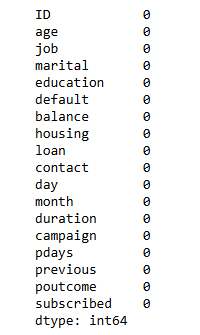 ID 0
age 0
job 0
marital 0
education 0
default 0
balance 0
housing 0
loan 0
contact 0
day 0
month 0
duration 0
campaign 0
pdays 0
previous 0
poutcome 0
subscribed 0
dtype: int64